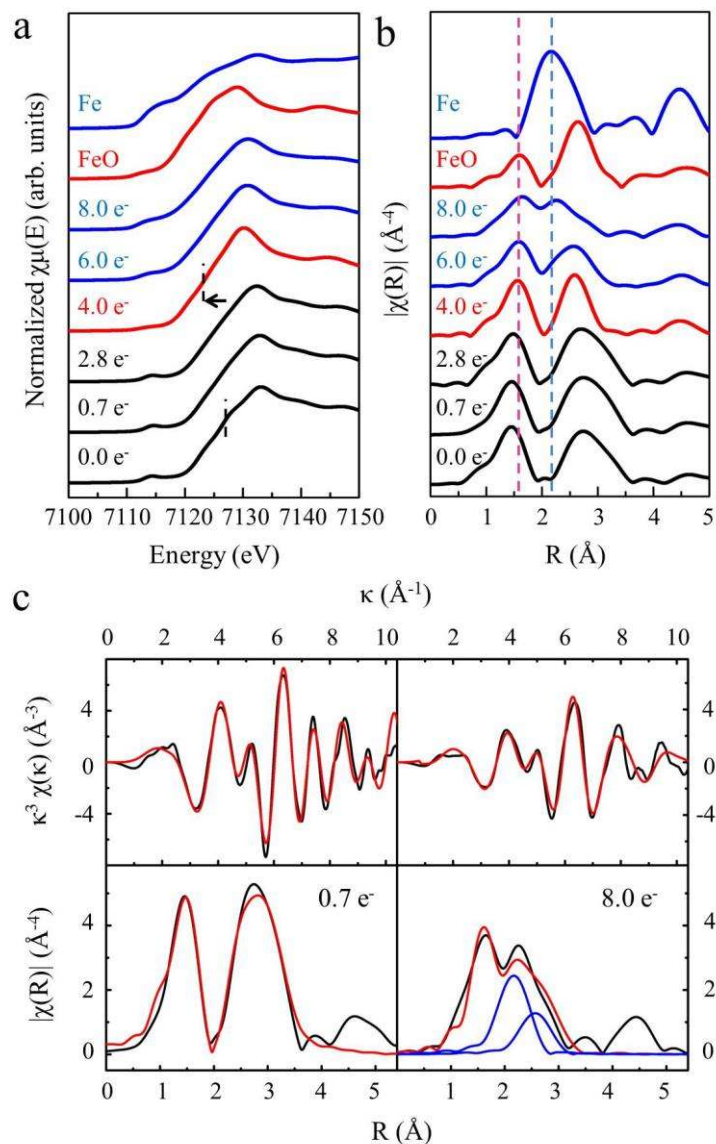 a
Normalized χμ(E) (arb. units)
Fe
FeO
8.0 e-
6.0 e-
4.0 e-
2.8 e-
0.7 e-
0.0 e-
7100 7110 7120 7130 7140 7150
Energy (eV)
b
|χ(R)| (Å-4)
Fe
FeO
8.0 e-
6.0 e-
4.0 e-
2.8 e-
0.7 e-
0.0 e-
0 1 2 3 4 5
R (Å)
c
κ (Å-1)
0 2 4 6 8 10
0 2 4 6 8 10
κ3 χ(κ) (Å-3)
4
0
-4
4
0
-4
|χ(R)| (Å-4)
0.7 e-
8.0 e-
4
2
0
4
2
0
0 1 2 3 4 5
1 2 3 4 5
R (Å)